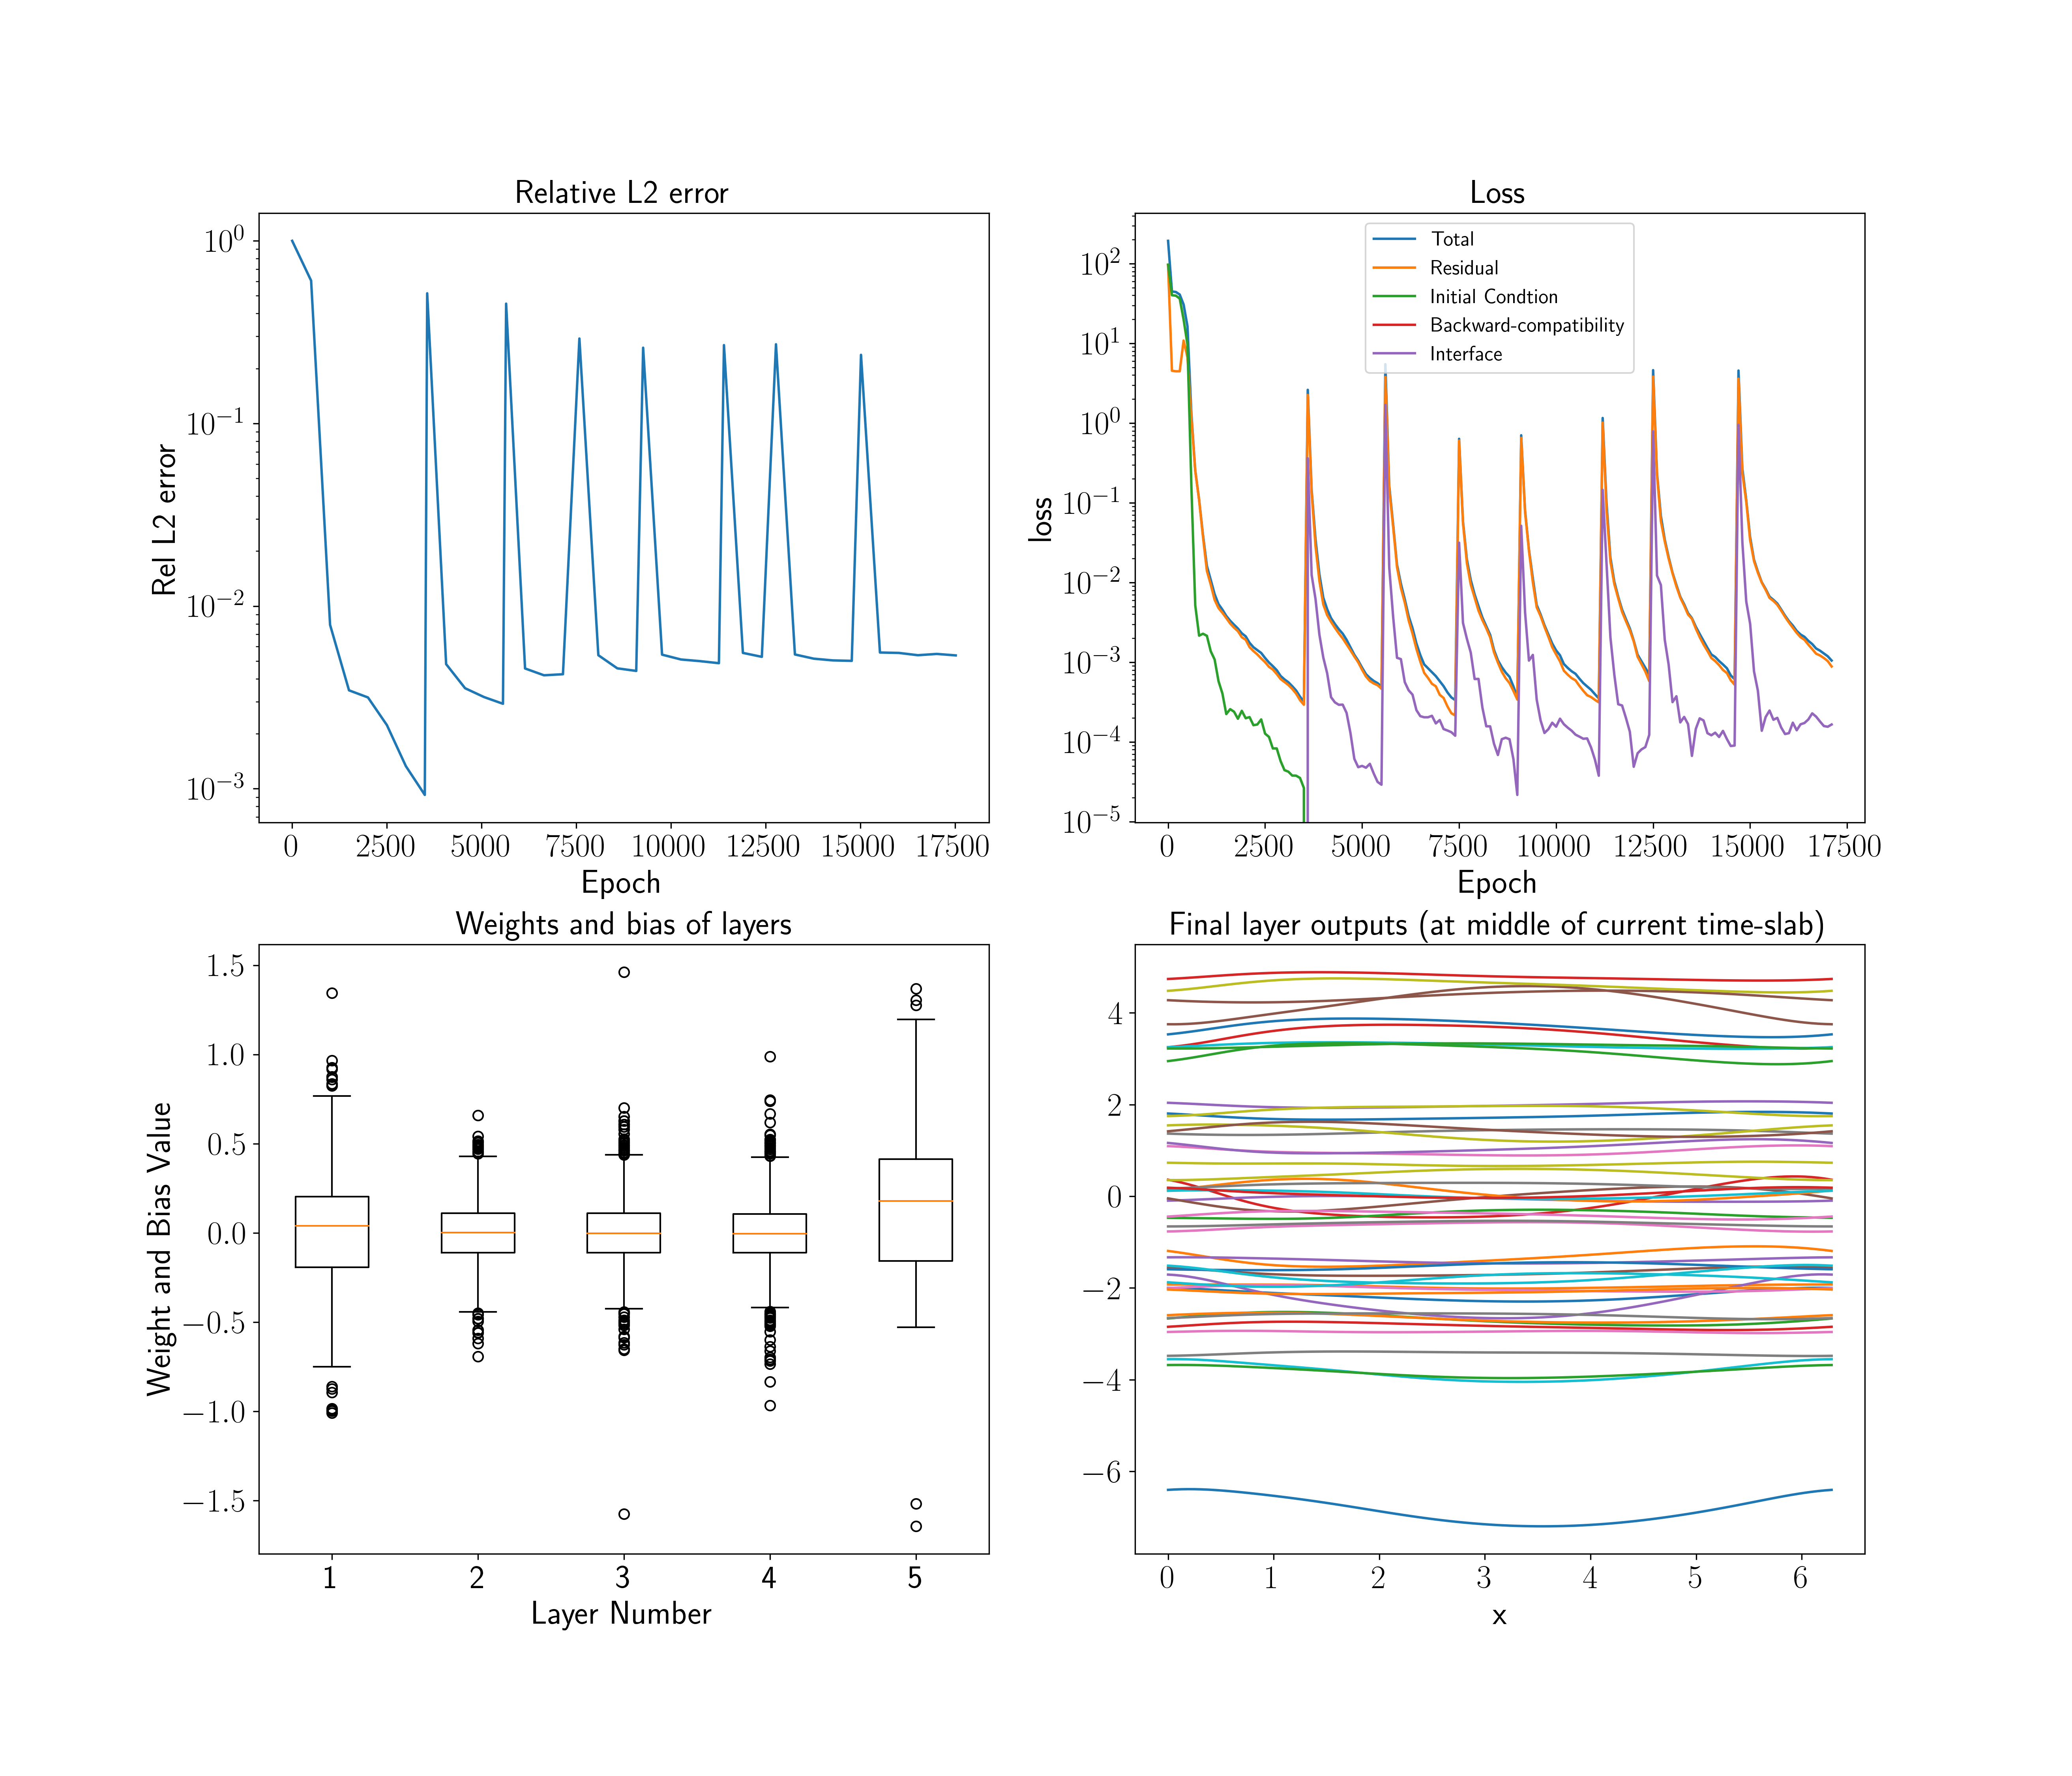 Relative L2 error
Rel L2 error
10^0
10^−1
10^−2
10^−3
0 2500 5000 7500 10000 12500 15000 17500
Epoch
Loss
loss
10^2
10^1
10^0
10^−1
10^−2
10^−3
10^−4
10^−5
Total
Residual
Initial Condtion
Backward-compatibility
Interface
0 2500 5000 7500 10000 12500 15000 17500
Epoch
Weights and bias of layers
Weight and Bias Value
1.5
1.0
0.5
0.0
−0.5
−1.0
−1.5
1 2 3 4 5
Layer Number
Final layer outputs (at middle of current time-slab)
4
2
0
−2
−4
−6
0 1 2 3 4 5 6
x